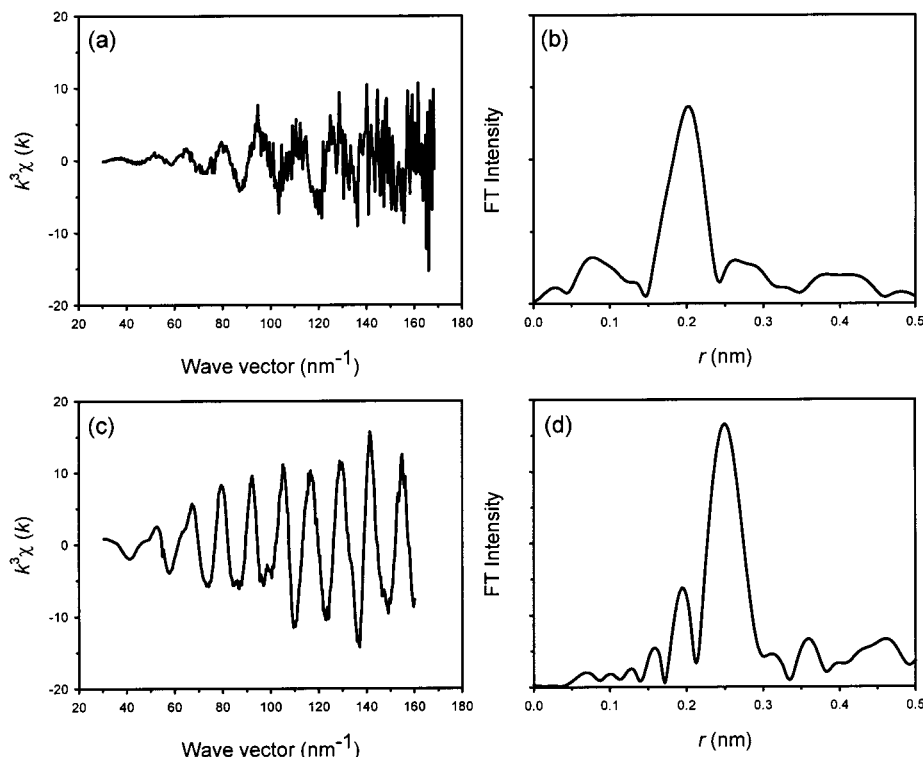 (a)
20
10
0
-10
-20
k³χ (k)
20 40 60 80 100 120 140 160 180
Wave vector (nm⁻¹)
(b)
FT Intensity
0.0 0.1 0.2 0.3 0.4 0.5
r (nm)
(c)
20
10
0
-10
-20
k³χ (k)
20 40 60 80 100 120 140 160 180
Wave vector (nm⁻¹)
(d)
FT Intensity
0.0 0.1 0.2 0.3 0.4 0.5
r (nm)